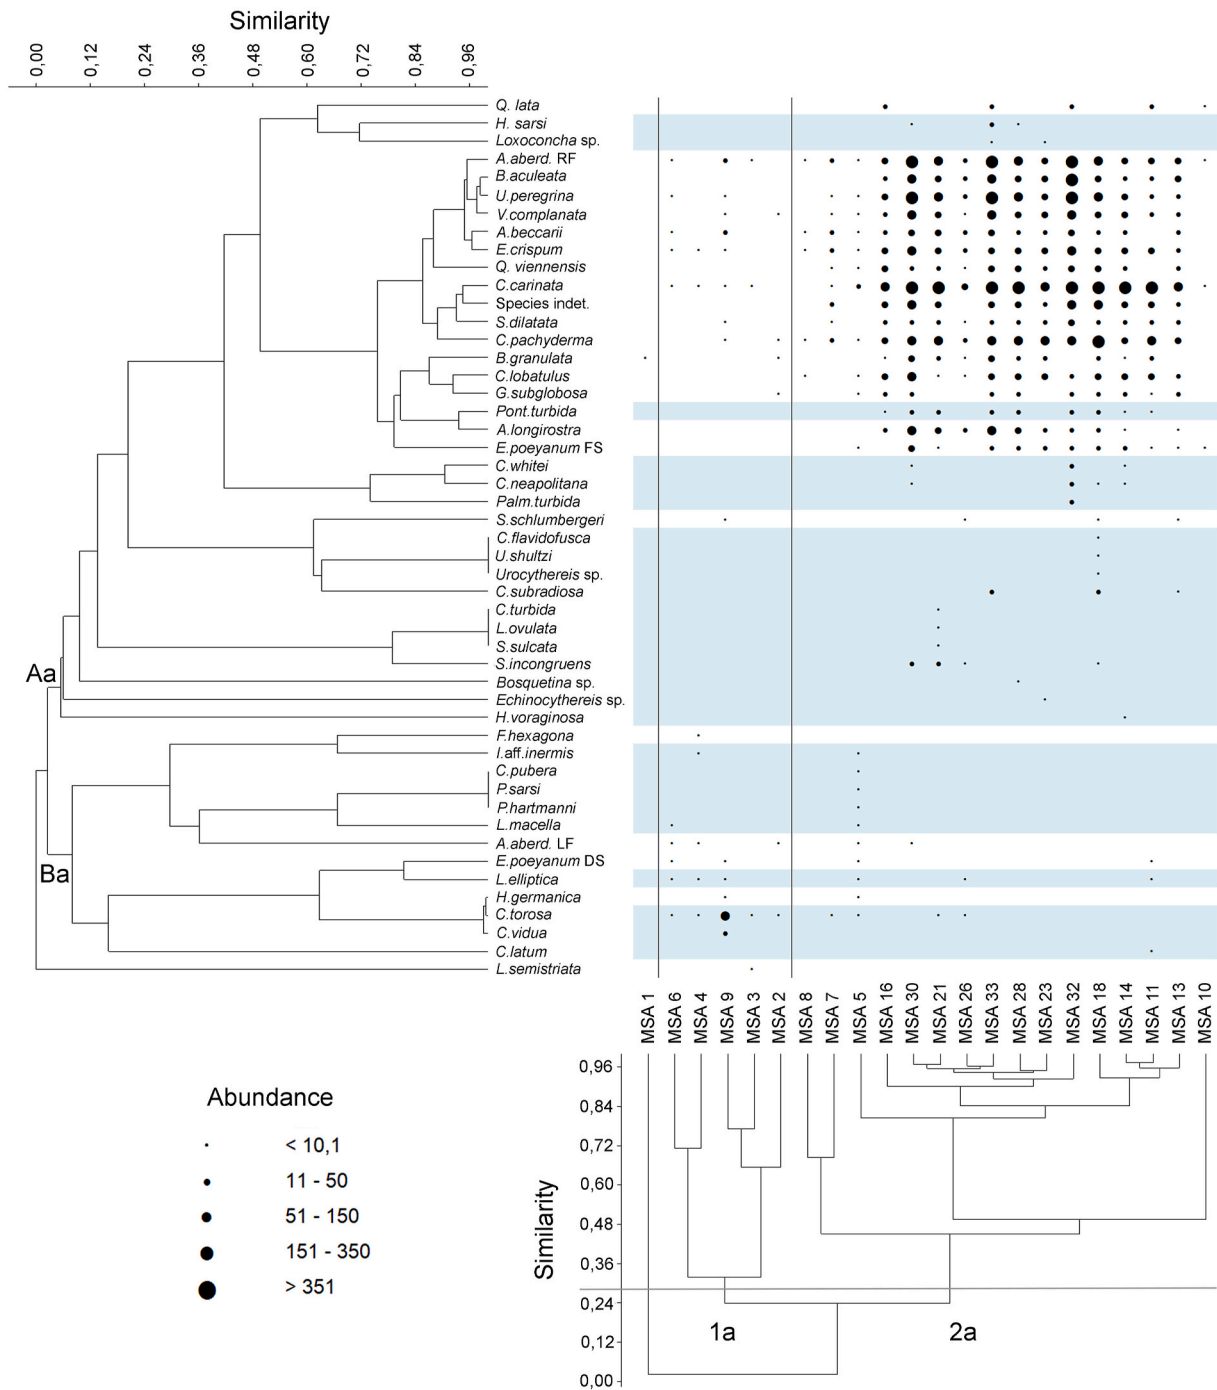 Similarity
0,00 0,12 0,24 0,36 0,48 0,60 0,72 0,84 0,96
Q. lata
H. sarsi
Loxoconcha sp.
A.aberd. RF
B.aculeata
U.peregrina
V.complanata
A.beccarii
E.crispum
Q. viennensis
C.carinata
Species indet.
S.dilatata
C.pachyderma
B.granulata
C.lobatulus
G.subglobosa
Pont.turbida
A.longirostra
E.poeyanum FS
C.whitei
C.neapolitana
Palm.turbida
S.schlumbergeri
C.flavidofusca
U.shultzi
Urocythereis sp.
C.subradiosa
C.turbida
L.ovulata
S.sulcata
S.incongruens
Bosquetina sp.
Echinocythereis sp.
H.voraginosa
F.hexagona
I.aff.inermis
C.pubera
P.sarsi
P.hartmanni
L.macella
A.aberd. LF
E.poeyanum DS
L.elliptica
H.germanica
C.torosa
C.vidua
C.latum
L.semistriata
Aa
Ba
MSA 1 MSA 6 MSA 4 MSA 9 MSA 3 MSA 2 MSA 8 MSA 7 MSA 5 MSA 16 MSA 30 MSA 21 MSA 26 MSA 33 MSA 28 MSA 23 MSA 32 MSA 18 MSA 14 MSA 11 MSA 13 MSA 10
Abundance
< 10,1
11 - 50
51 - 150
151 - 350
> 351
Similarity
0,96
0,84
0,72
0,60
0,48
0,36
0,24
0,12
0,00
1a
2a